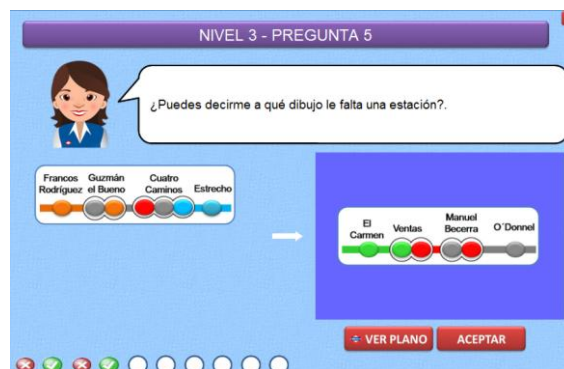 NIVEL 3 - PREGUNTA 5
¿Puedes decirme a qué dibujo le falta una estación?.
Francos Rodríguez
Guzmán el Bueno
Cuatro Caminos
Estrecho
El Carmen
Ventas
Manuel Becerra
O´Donnel
VER PLANO
ACEPTAR